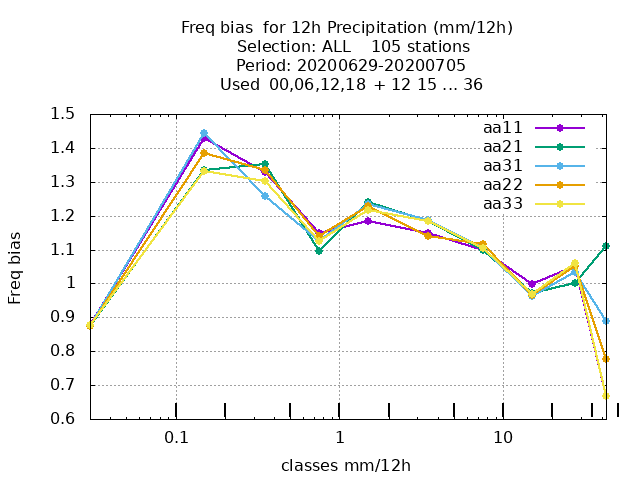 Freq bias  for 12h Precipitation (mm/12h)
Selection: ALL    105 stations
Period: 20200629-20200705
Used  00,06,12,18  + 12 15 ... 36
1.5
1.4
1.3
1.2
1.1
1
0.9
0.8
0.7
0.6
Freq bias
aa11
aa21
aa31
aa22
aa33
0.1
1
10
classes mm/12h